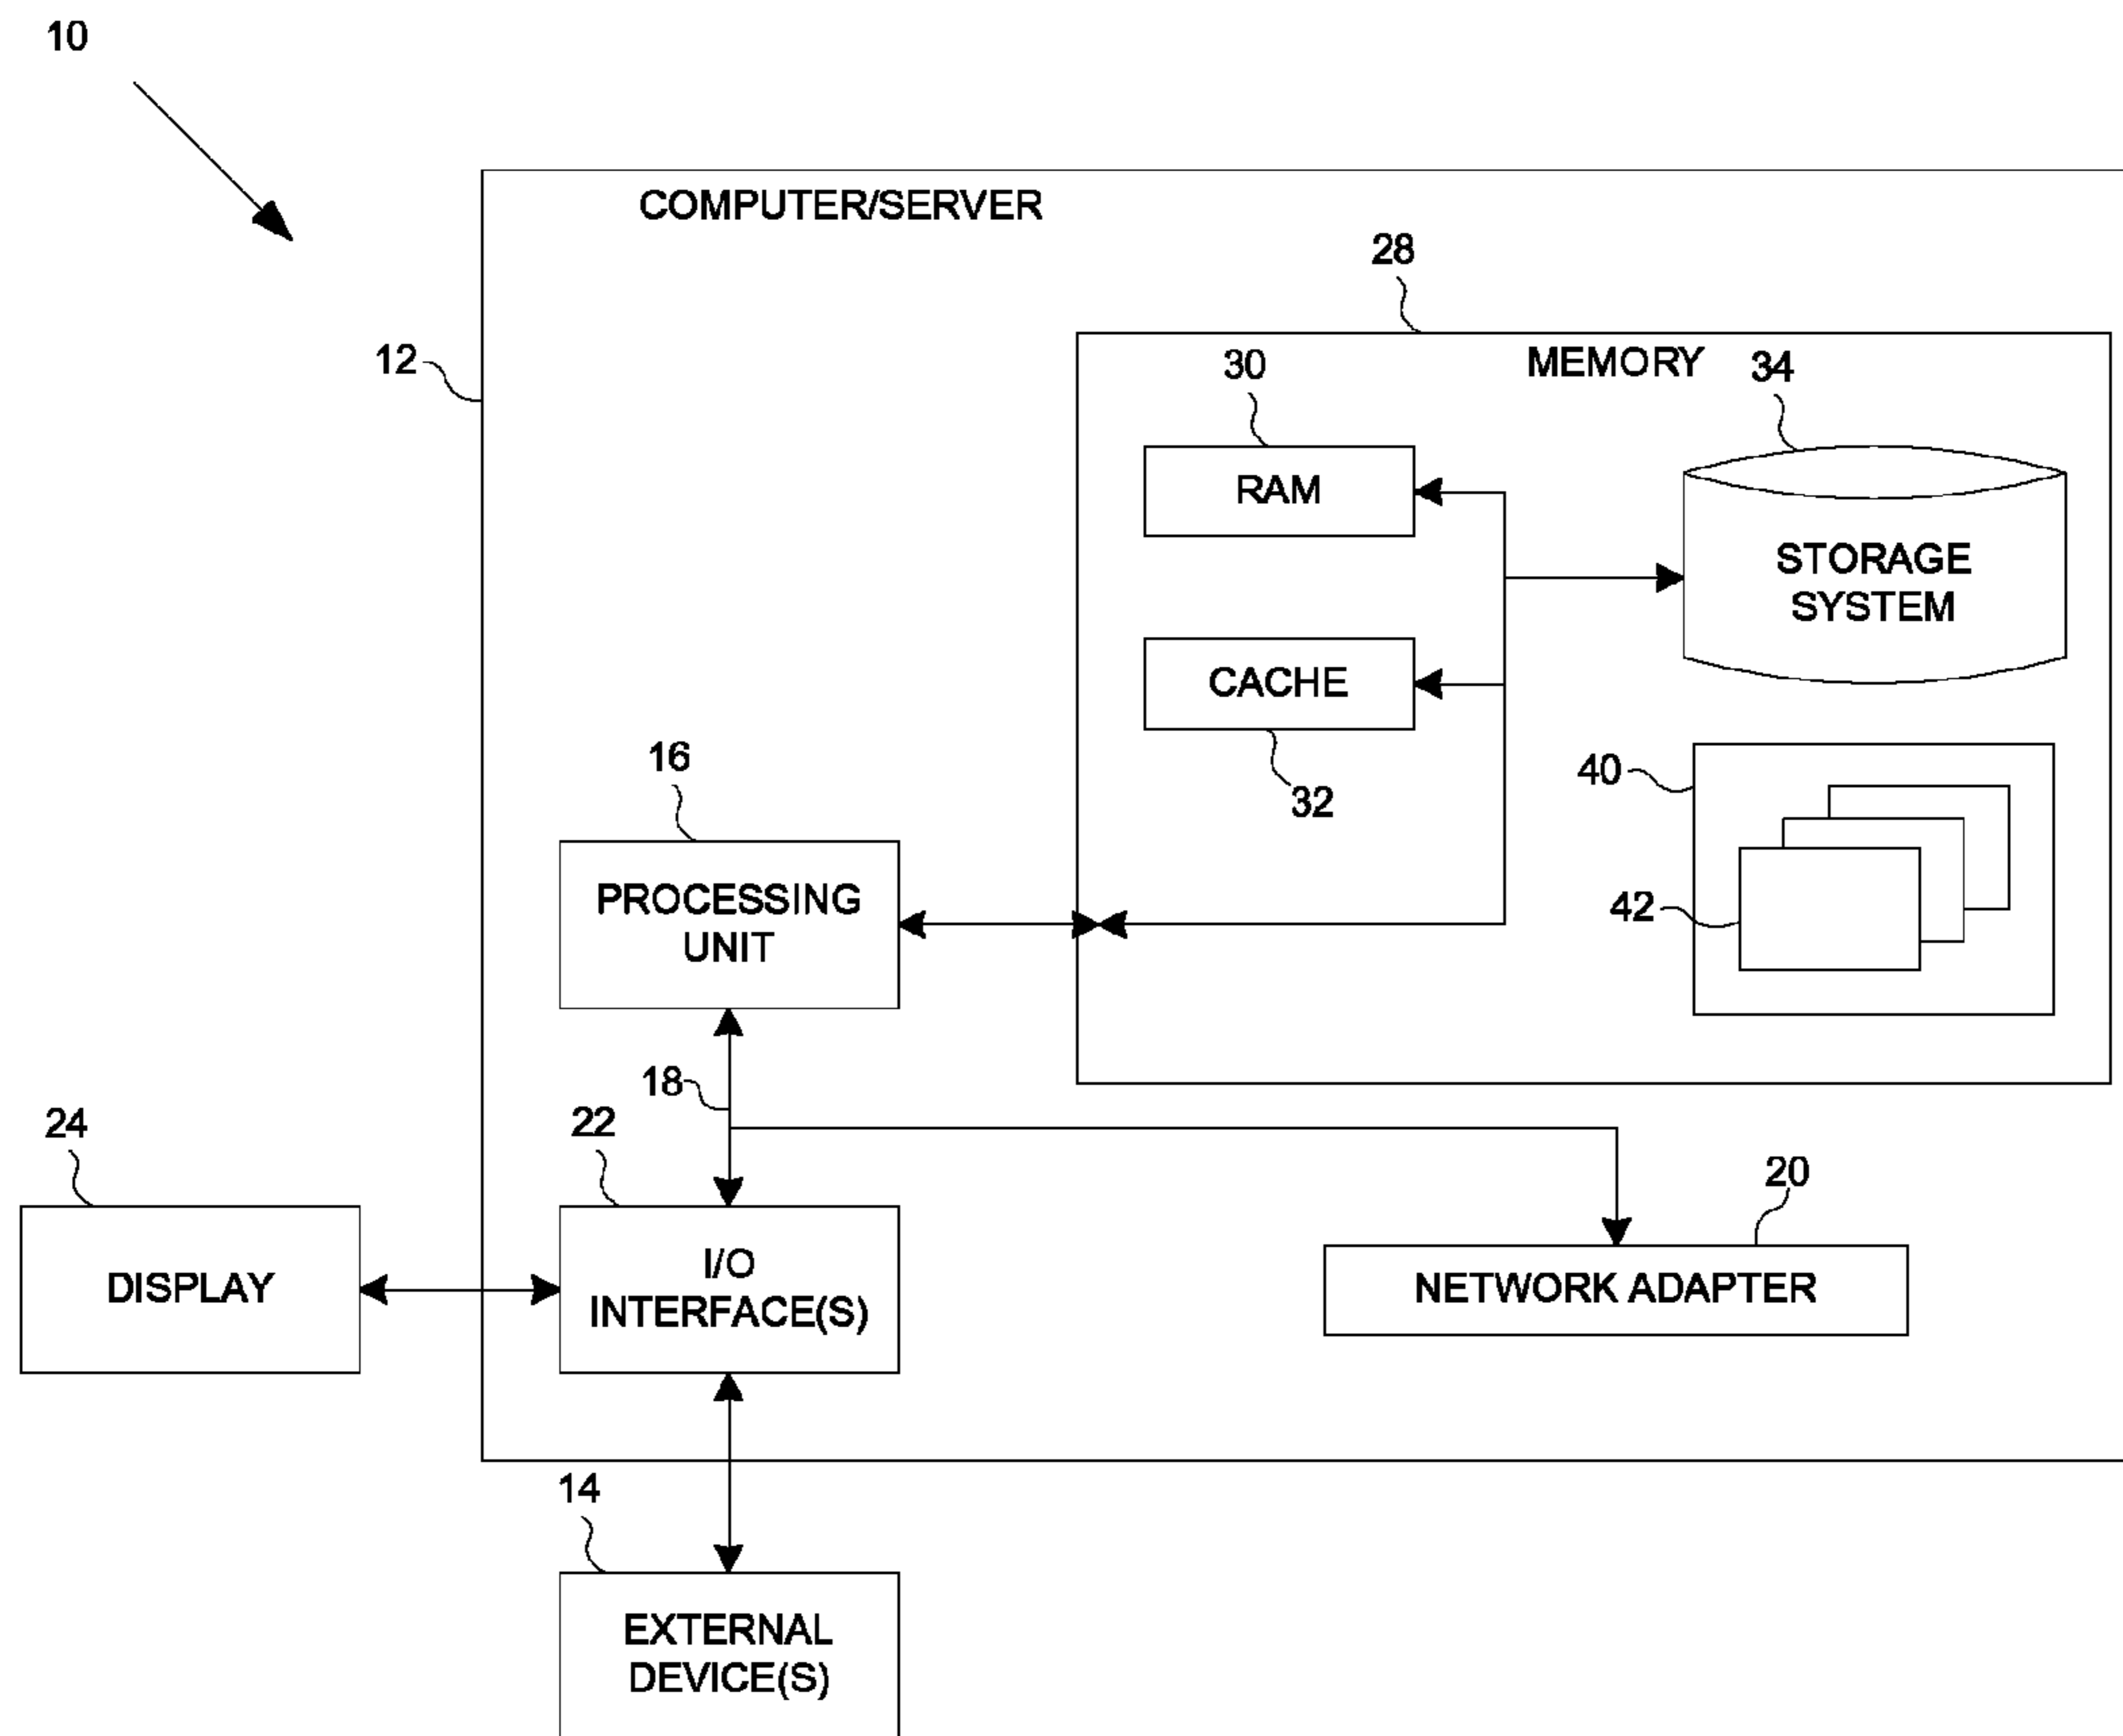 10
COMPUTER/SERVER
28
12
MEMORY
34
30
RAM
STORAGE
SYSTEM
CACHE
32
16
40
PROCESSING
UNIT
42
18
24
22
20
DISPLAY
I/O
INTERFACE(S)
NETWORK ADAPTER
14
EXTERNAL
DEVICE(S)